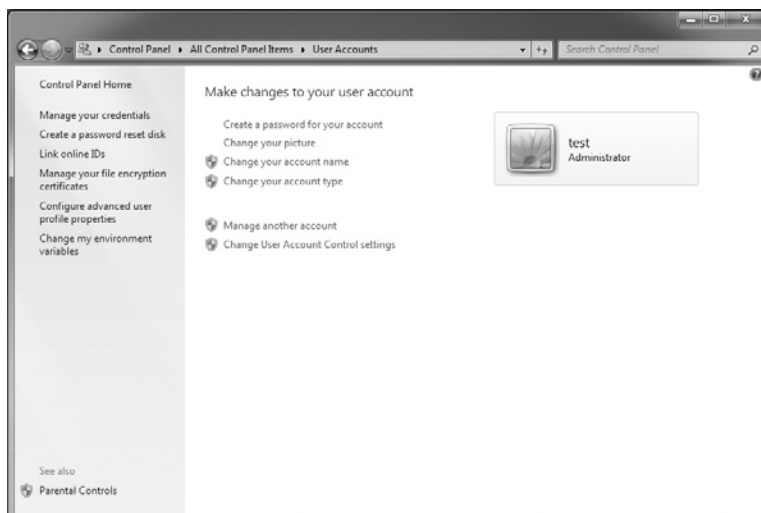 Control Panel ▸ All Control Panel Items ▸ User Accounts
Search Control Panel
Control Panel Home
Manage your credentials
Create a password reset disk
Link online IDs
Manage your file encryption
certificates
Configure advanced user
profile properties
Change my environment
variables
See also
Parental Controls
Make changes to your user account
Create a password for your account
Change your picture
Change your account name
Change your account type
Manage another account
Change User Account Control settings
test
Administrator